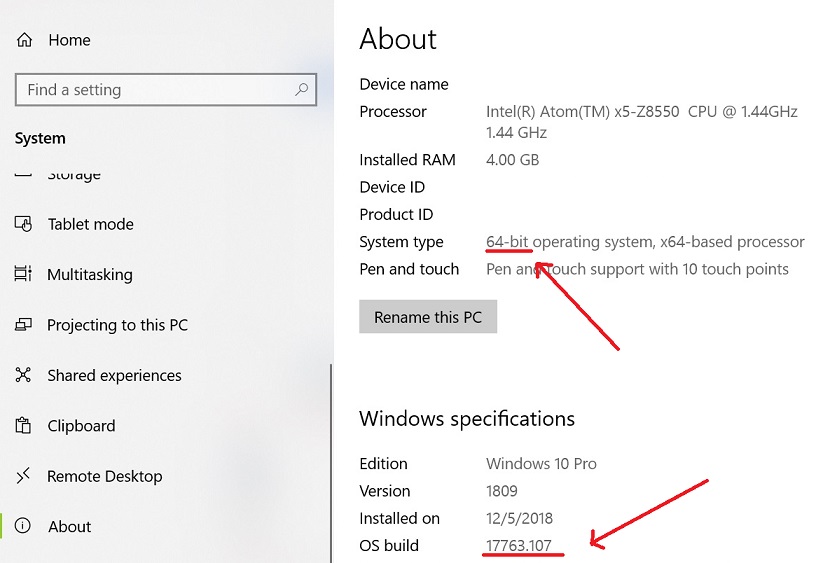 Home
Find a setting
System
Storage
Tablet mode
Multitasking
Projecting to this PC
Shared experiences
Clipboard
Remote Desktop
About
About
Device name
Processor Intel(R) Atom(TM) x5-Z8550 CPU @ 1.44GHz
1.44 GHz
Installed RAM 4.00 GB
Device ID
Product ID
System type 64-bit operating system, x64-based processor
Pen and touch Pen and touch support with 10 touch points
Rename this PC
Windows specifications
Edition Windows 10 Pro
Version 1809
Installed on 12/5/2018
OS build 17763.107